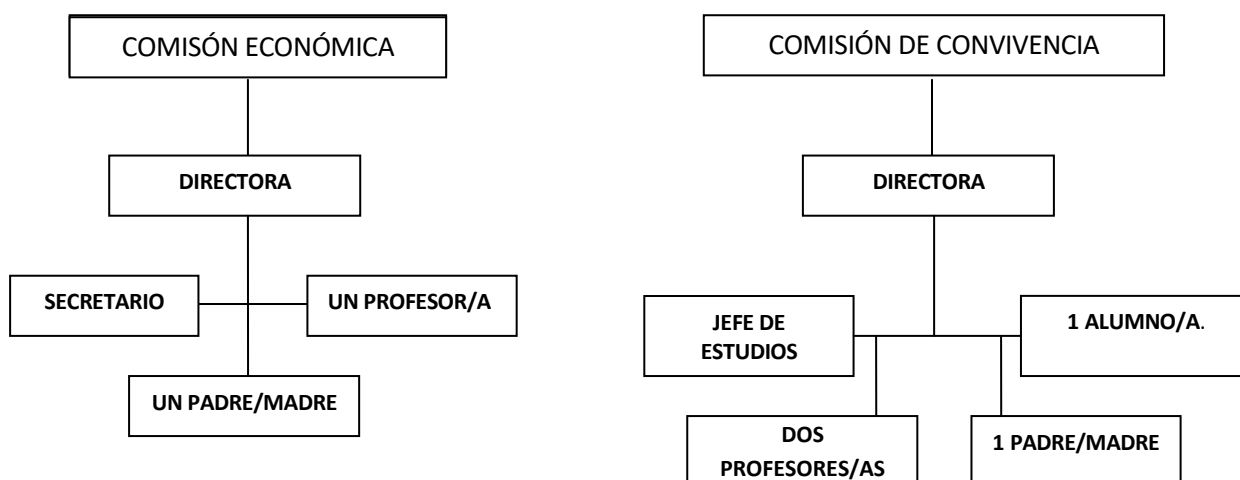 COMISÓN ECONÓMICA
DIRECTORA
SECRETARIO
UN PROFESOR/A
UN PADRE/MADRE
COMISIÓN DE CONVIVENCIA
DIRECTORA
JEFE DE
ESTUDIOS
1 ALUMNO/A.
DOS
PROFESORES/AS
1 PADRE/MADRE